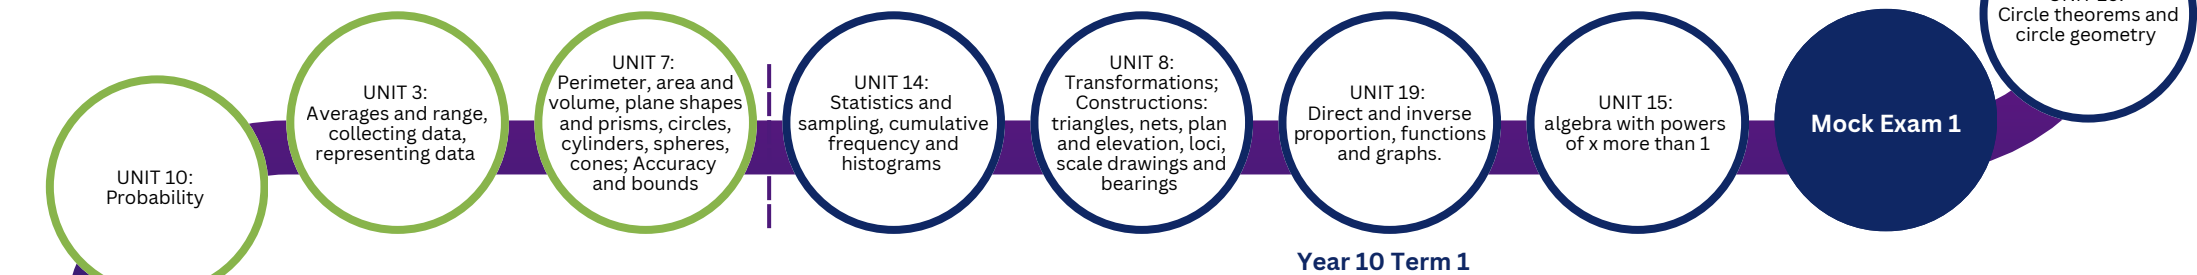 UNIT 10:
Probability
UNIT 3:
Averages and range,
collecting data,
representing data
UNIT 7:
Perimeter, area and
volume, plane shapes
and prisms, circles,
cylinders, spheres,
cones; Accuracy
and bounds
UNIT 14:
Statistics and
sampling, cumulative
frequency and
histograms
UNIT 8:
Transformations;
Constructions:
triangles, nets, plan
and elevation, loci,
scale drawings and
bearings
UNIT 19:
Direct and inverse
proportion, functions
and graphs.
UNIT 15:
algebra with powers
of x more than 1
Mock Exam 1
Circle theorems and
circle geometry
Year 10 Term 1